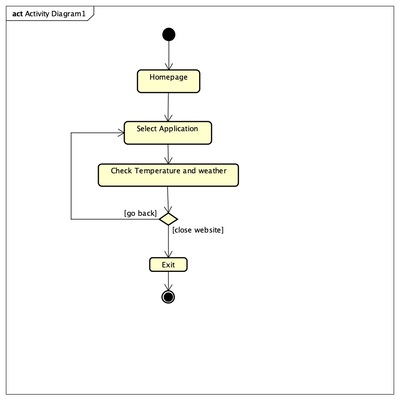 act Activity Diagram1
Homepage
Select Application
Check Temperature and weather
[go back]
[close website]
Exit